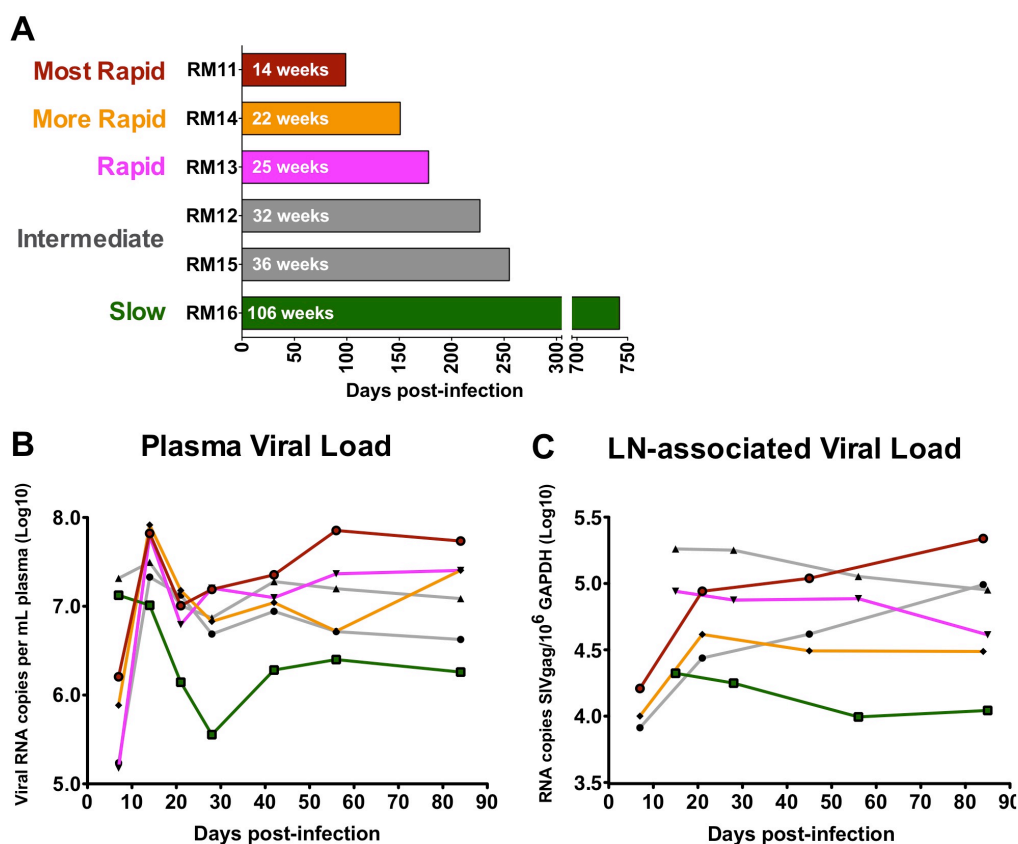 A
Most Rapid RM11 14 weeks
More Rapid RM14 22 weeks
Rapid RM13 25 weeks
RM12 32 weeks
Intermediate
RM15 36 weeks
Slow RM16 106 weeks
0 50 100 150 200 250 300 700 750
Days post-infection
B Plasma Viral Load
Viral RNA copies per mL plasma (Log10)
8.0
7.0
6.0
5.0
0 10 20 30 40 50 60 70 80 90
Days post-infection
C LN-associated Viral Load
RNA copies SIVgag/10⁶ GAPDH (Log10)
5.5
5.0
4.5
4.0
3.5
0 10 20 30 40 50 60 70 80 90
Days post-infection